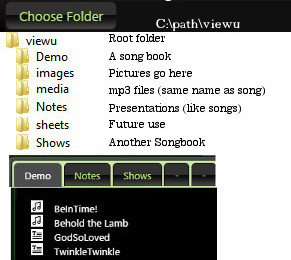 Choose Folder C:\path\viewu
viewu Root folder
Demo A song book
images Pictures go here
media mp3 files (same name as song)
Notes Presentations (like songs)
sheets Future use
Shows Another Songbook
Demo Notes Shows - -
BeInTime!
Behold the Lamb
GodSoLoved
TwinkleTwinkle